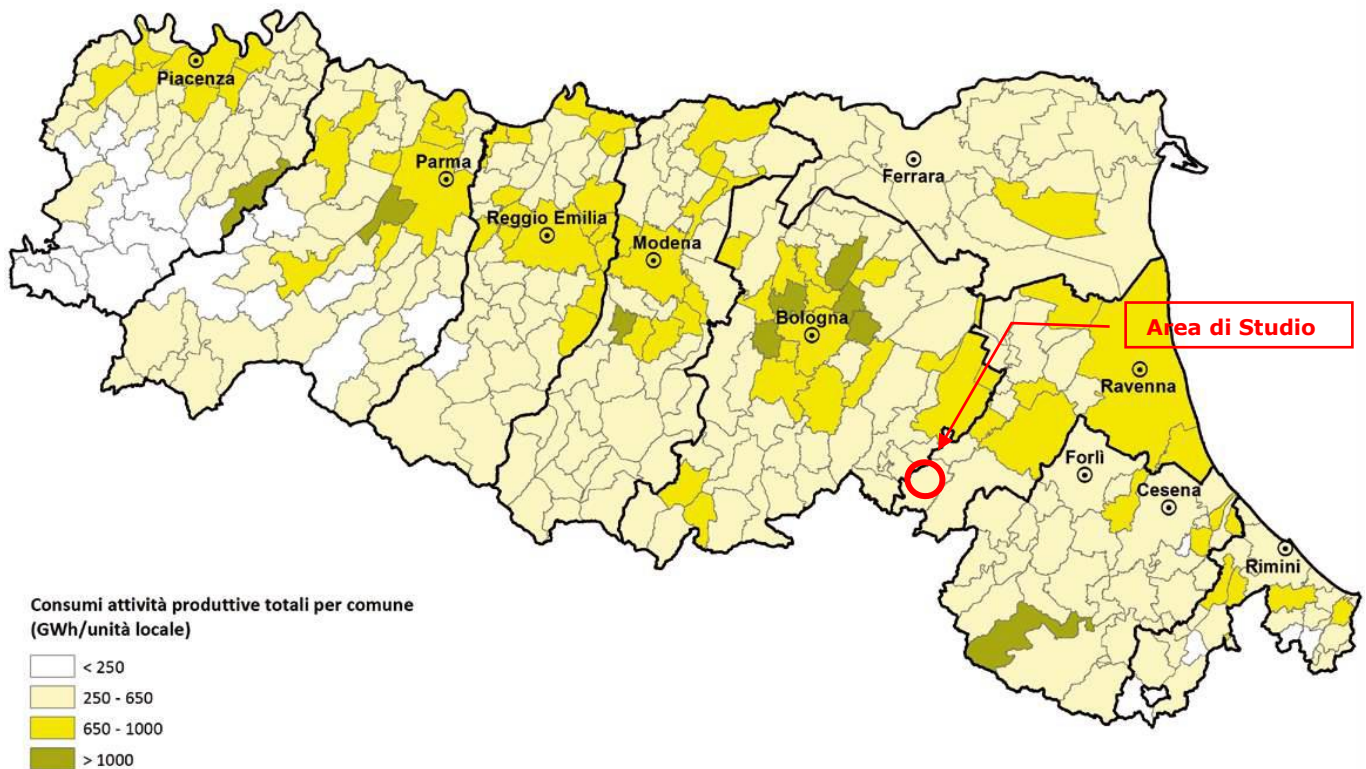 Piacenza
Parma
Reggio Emilia
Modena
Bologna
Ferrara
Area di Studio
Ravenna
Forlì
Cesena
Rimini
Consumi attività produttive totali per comune
(GWh/unità locale)
< 250
250 - 650
650 - 1000
> 1000